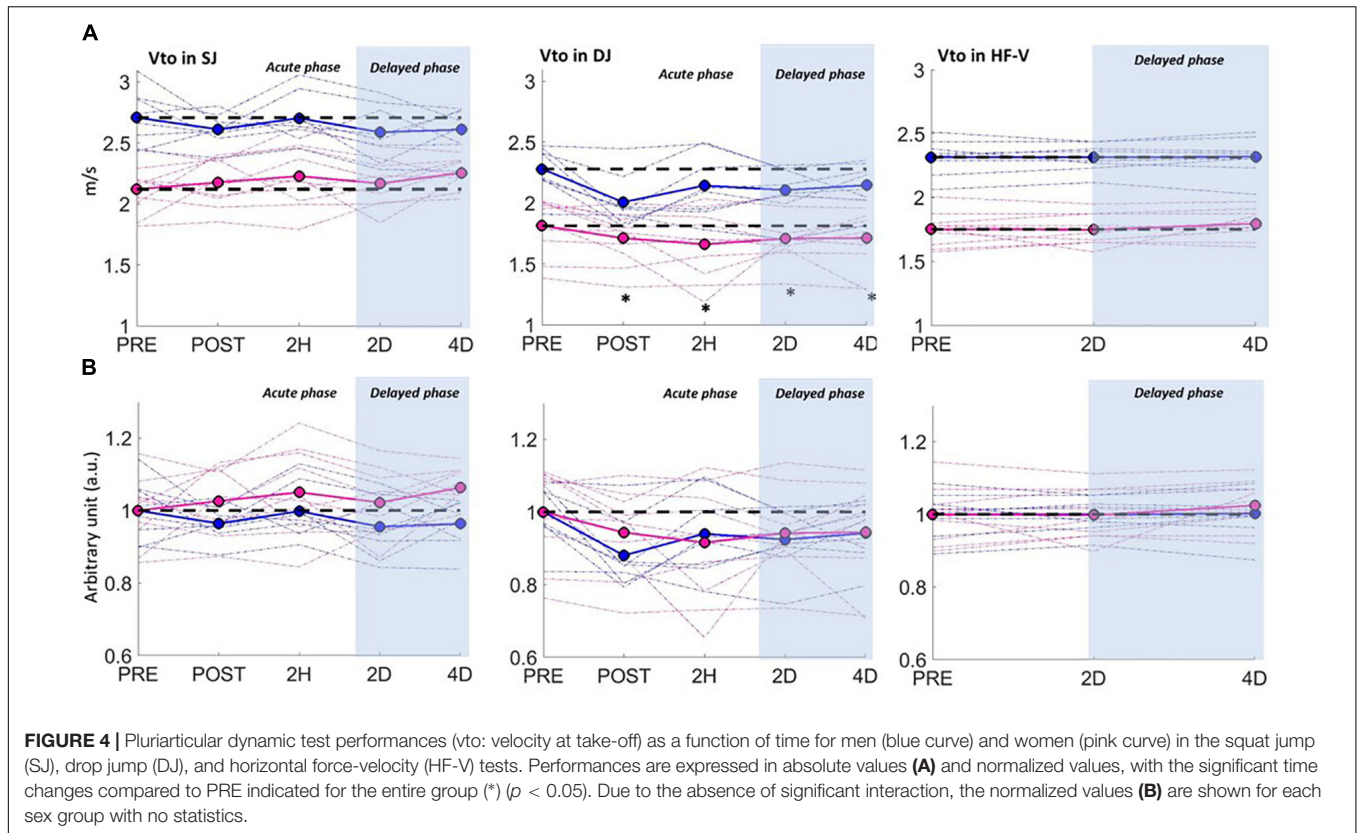 A
m/s
Vto in SJ
Acute phase
Delayed phase
3
2.5
2
1.5
1
PRE POST 2H 2D 4D
Vto in DJ
Acute phase
Delayed phase
3
2.5
2
1.5
1
* * * *
PRE POST 2H 2D 4D
Vto in HF-V
Delayed phase
3
2.5
2
1.5
1
PRE 2D 4D
B
Arbitrary unit (a.u.)
Acute phase
Delayed phase
1.2
1
0.8
0.6
PRE POST 2H 2D 4D
Acute phase
Delayed phase
1.2
1
0.8
0.6
PRE POST 2H 2D 4D
Delayed phase
1.2
1
0.8
0.6
PRE 2D 4D
FIGURE 4 | Pluriarticular dynamic test performances (vto: velocity at take-off) as a function of time for men (blue curve) and women (pink curve) in the squat jump
(SJ), drop jump (DJ), and horizontal force-velocity (HF-V) tests. Performances are expressed in absolute values (A) and normalized values, with the significant time
changes compared to PRE indicated for the entire group (*) (p < 0.05). Due to the absence of significant interaction, the normalized values (B) are shown for each
sex group with no statistics.